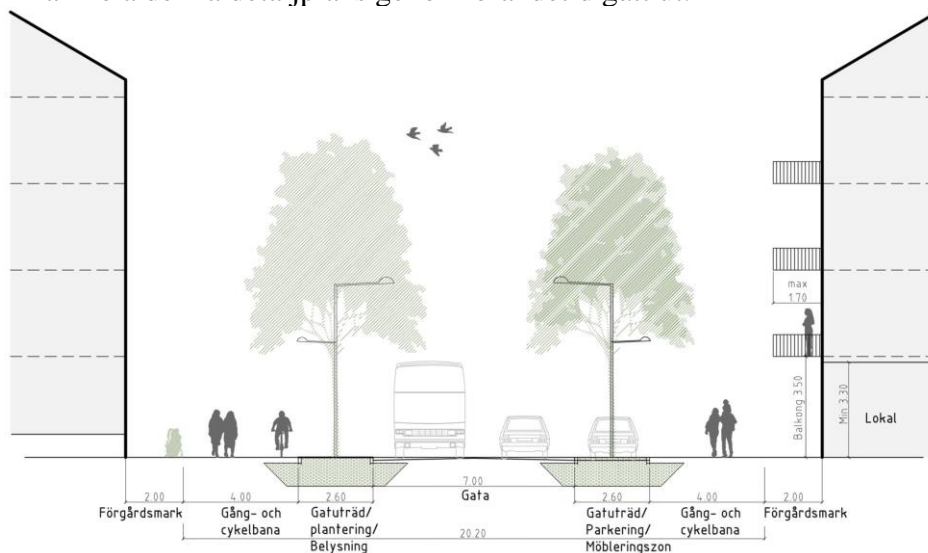 max
1.70
Balkong 3.50
Min 3.30
Lokal
2.00 4.00 2.60 7.00 2.60 4.00 2.00
Förgårdsmark Gång- och Gatuträd/ Gata Gatuträd/ Gång- och Förgårdsmark
cykelbana plantering/ 20.20 Parkering/ cykelbana
Belysning Möbleringszon